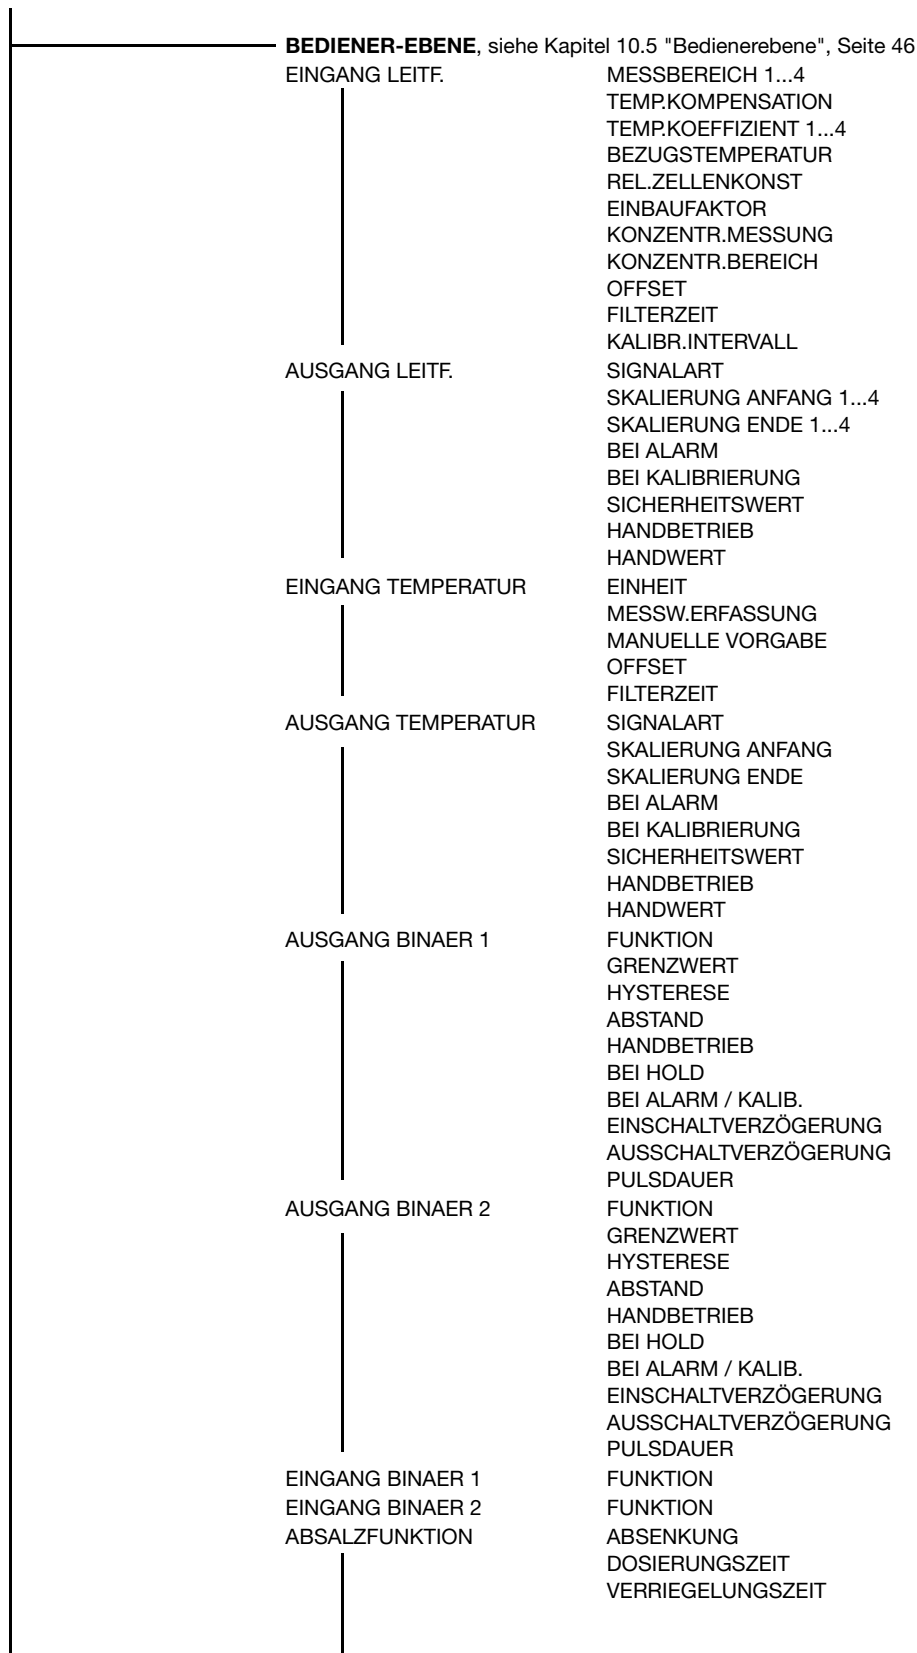 BEDIENER-EBENE, siehe Kapitel 10.5 "Bedienerebene", Seite 46
EINGANG LEITF. MESSBEREICH 1...4
TEMP.KOMPENSATION
TEMP.KOEFFIZIENT 1...4
BEZUGSTEMPERATUR
REL.ZELLENKONST
EINBAUFAKTOR
KONZENTR.MESSUNG
KONZENTR.BEREICH
OFFSET
FILTERZEIT
KALIBR.INTERVALL
AUSGANG LEITF. SIGNALART
SKALIERUNG ANFANG 1...4
SKALIERUNG ENDE 1...4
BEI ALARM
BEI KALIBRIERUNG
SICHERHEITSWERT
HANDBETRIEB
HANDWERT
EINGANG TEMPERATUR EINHEIT
MESSW.ERFASSUNG
MANUELLE VORGABE
OFFSET
FILTERZEIT
AUSGANG TEMPERATUR SIGNALART
SKALIERUNG ANFANG
SKALIERUNG ENDE
BEI ALARM
BEI KALIBRIERUNG
SICHERHEITSWERT
HANDBETRIEB
HANDWERT
AUSGANG BINAER 1 FUNKTION
GRENZWERT
HYSTERESE
ABSTAND
HANDBETRIEB
BEI HOLD
BEI ALARM / KALIB.
EINSCHALTVERZÖGERUNG
AUSSCHALTVERZÖGERUNG
PULSDAUER
AUSGANG BINAER 2 FUNKTION
GRENZWERT
HYSTERESE
ABSTAND
HANDBETRIEB
BEI HOLD
BEI ALARM / KALIB.
EINSCHALTVERZÖGERUNG
AUSSCHALTVERZÖGERUNG
PULSDAUER
EINGANG BINAER 1 FUNKTION
EINGANG BINAER 2 FUNKTION
ABSALZFUNKTION ABSENKUNG
DOSIERUNGSZEIT
VERRIEGELUNGSZEIT